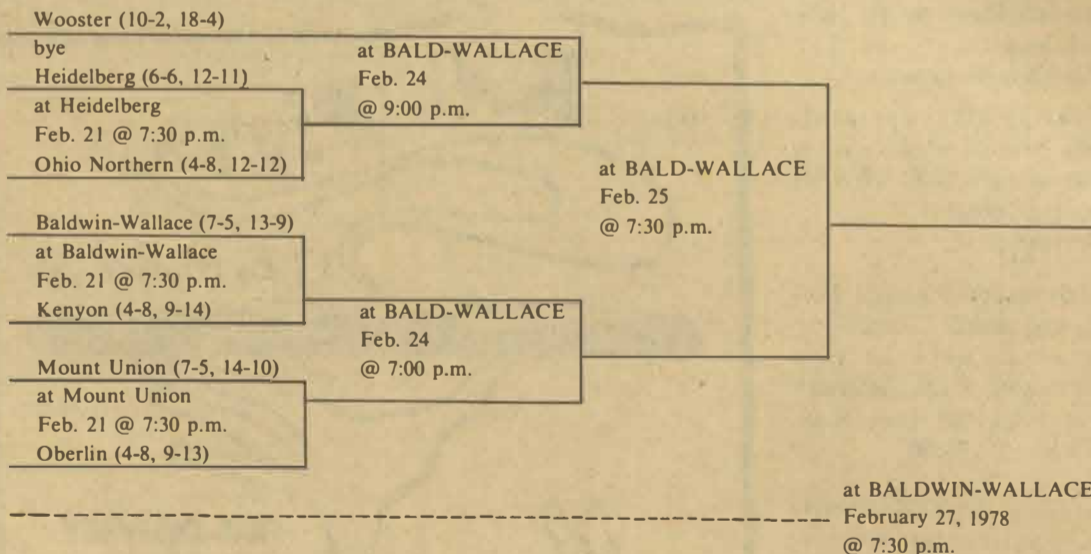 Wooster (10-2, 18-4)
bye
Heidelberg (6-6, 12-11)
at Heidelberg
Feb. 21 @ 7:30 p.m.
Ohio Northern (4-8, 12-12)
Baldwin-Wallace (7-5, 13-9)
at Baldwin-Wallace
Feb. 21 @ 7:30 p.m.
Kenyon (4-8, 9-14)
Mount Union (7-5, 14-10)
at Mount Union
Feb. 21 @ 7:30 p.m.
Oberlin (4-8, 9-13)
at BALD-WALLACE
Feb. 24
@ 9:00 p.m.
at BALD-WALLACE
Feb. 24
@ 7:00 p.m.
at BALD-WALLACE
Feb. 25
@ 7:30 p.m.
at BALDWIN-WALLACE
February 27, 1978
@ 7:30 p.m.